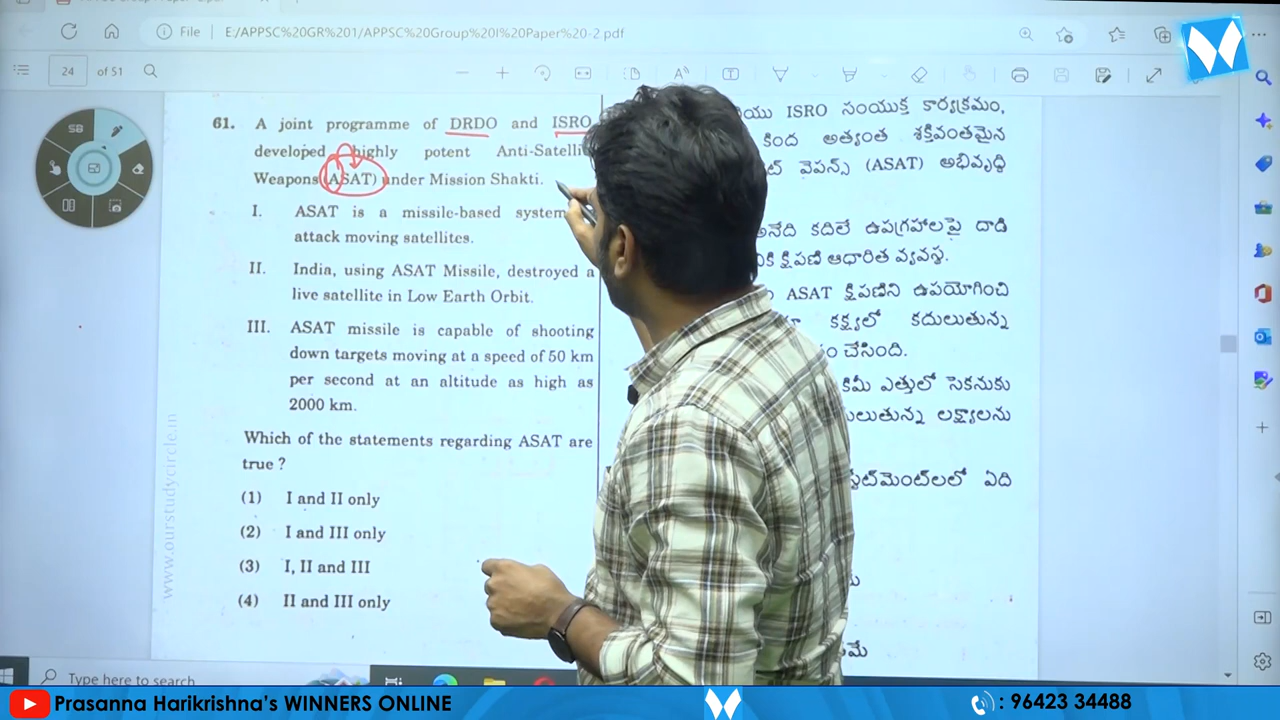 File
E:/APPSC%20GR%201/APPSC%20Group%20I%20Paper%20-2.pdf
24 of 51
61. A joint programme of DRDO and ISRO
developed highly potent Anti-Satellite
Weapons (ASAT) under Mission Shakti.
I. ASAT is a missile-based system
attack moving satellites.
II. India, using ASAT Missile, destroyed a
live satellite in Low Earth Orbit.
III. ASAT missile is capable of shooting
down targets moving at a speed of 50 km
per second at an altitude as high as
2000 km.
Which of the statements regarding ASAT are
true ?
(1) I and II only
(2) I and III only
(3) I, II and III
(4) II and III only
ISRO సంయుక్త కార్యక్రమం,
కింద అత్యంత శక్తివంతమైన
వెపన్స్ (ASAT) అభివృద్ధి
అనేది కదిలే ఉపగ్రహాలపై దాడి
క్షిపణి ఆధారిత వ్యవస్థ.
ASAT క్షిపణిని ఉపయోగించి
కక్ష్యలో కదులుతున్న
చేసింది.
కిమీ ఎత్తులో సెకనుకు
లక్ష్యాలను
స్టేట్‌మెంట్‌లలో ఏది
www.ourstudycircle.in
Type here to search
Prasanna Harikrishna's WINNERS ONLINE
: 96423 34488